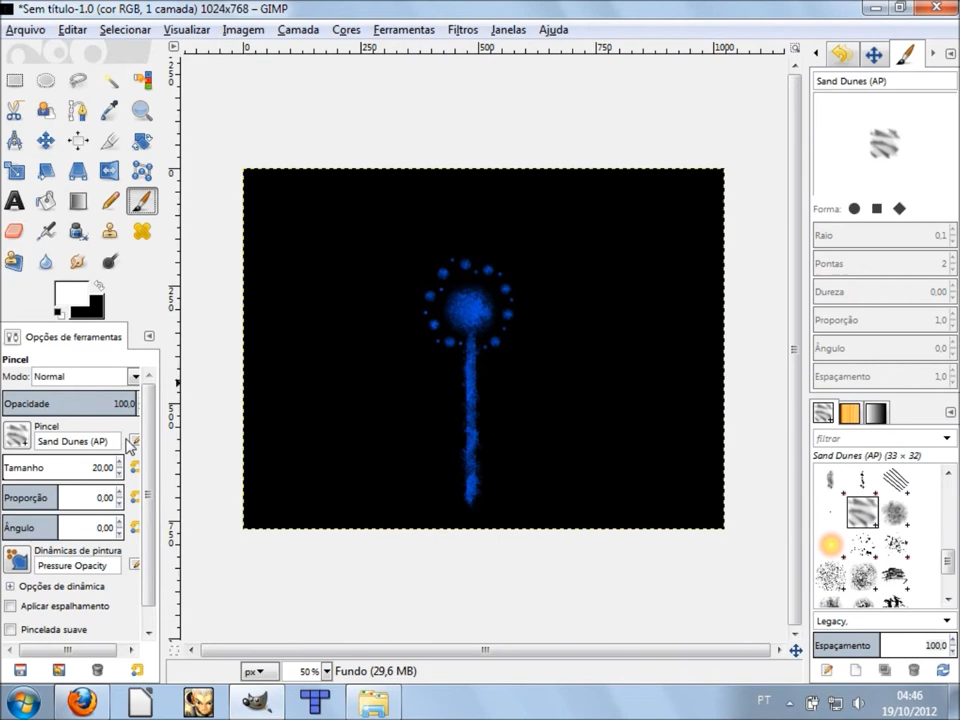 *Sem título-1.0 (cor RGB, 1 camada) 1024x768 – GIMP
Arquivo Editar Selecionar Visualizar Imagem Camada Cores Ferramentas Filtros Janelas Ajuda
0 250 500 750 1000
Sand Dunes (AP)
0
250
500
750
Forma:
Raio 0,1
Pontas 2
Dureza 0,00
Proporção 1,0
Ângulo 0,0
Espaçamento 1,0
Opções de ferramentas
Pincel
Modo: Normal
Opacidade 100,0
Pincel
Sand Dunes (AP)
Tamanho 20,00
Proporção 0,00
Ângulo 0,00
Dinâmicas de pintura
Pressure Opacity
Opções de dinâmica
Aplicar espalhamento
Pincelada suave
filtrar
Sand Dunes (AP) (33 × 32)
Legacy,
Espaçamento 100,0
px 50 % Fundo (29,6 MB)
PT
04:46
19/10/2012